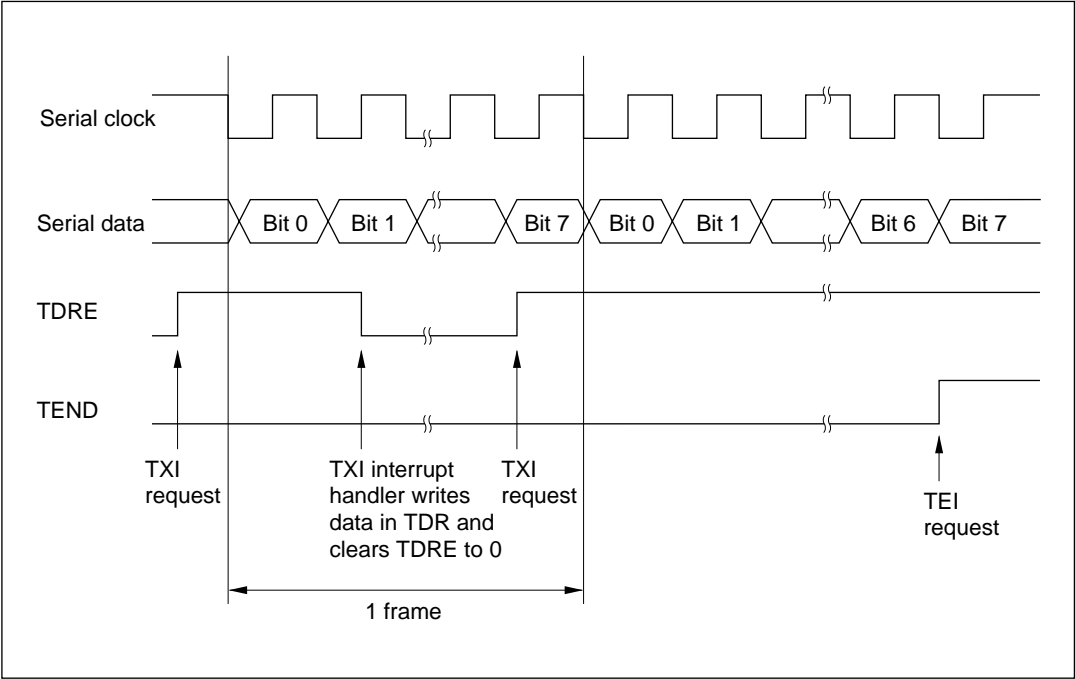 Serial clock
Serial data
Bit 0
Bit 1
Bit 7
Bit 0
Bit 1
Bit 6
Bit 7
TDRE
TEND
TXI
request
TXI interrupt
handler writes
data in TDR and
clears TDRE to 0
TXI
request
TEI
request
1 frame